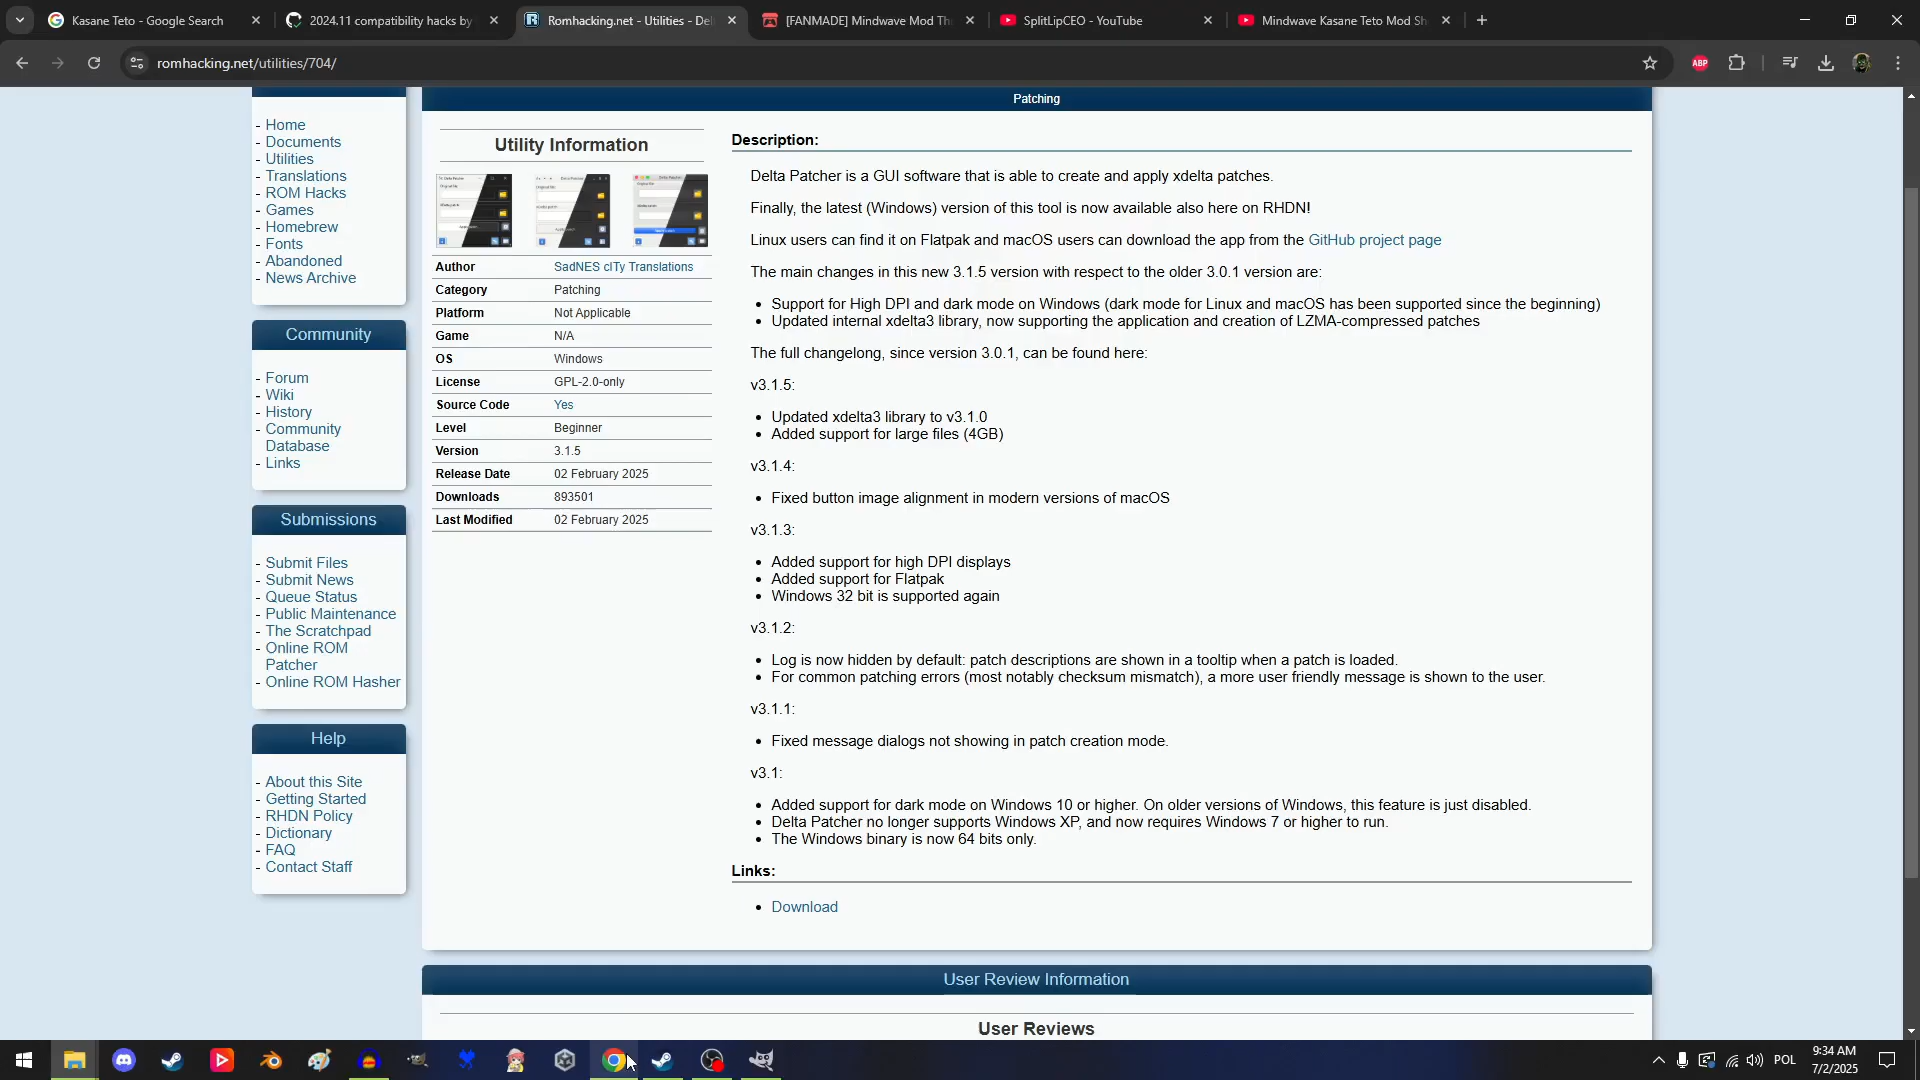 Kasane Teto - Google Search
2024.11 compatibility hacks by
Romhacking.net - Utilities - Del
[FANMADE] Mindwave Mod Th
SplitLipCEO - YouTube
Mindwave Kasane Teto Mod Sh
romhacking.net/utilities/704/
ABP
- Home
- Documents
- Utilities
- Translations
- ROM Hacks
- Games
- Homebrew
- Fonts
- Abandoned
- News Archive
Community
- Forum
- Wiki
- History
- Community
Database
- Links
Submissions
- Submit Files
- Submit News
- Queue Status
- Public Maintenance
- The Scratchpad
- Online ROM
Patcher
- Online ROM Hasher
Help
- About this Site
- Getting Started
- RHDN Policy
- Dictionary
- FAQ
- Contact Staff
Patching
Utility Information
Author SadNES cITy Translations
Category Patching
Platform Not Applicable
Game N/A
OS Windows
License GPL-2.0-only
Source Code Yes
Level Beginner
Version 3.1.5
Release Date 02 February 2025
Downloads 893501
Last Modified 02 February 2025
Description:
Delta Patcher is a GUI software that is able to create and apply xdelta patches.
Finally, the latest (Windows) version of this tool is now available also here on RHDN!
Linux users can find it on Flatpak and macOS users can download the app from the GitHub project page
The main changes in this new 3.1.5 version with respect to the older 3.0.1 version are:
• Support for High DPI and dark mode on Windows (dark mode for Linux and macOS has been supported since the beginning)
• Updated internal xdelta3 library, now supporting the application and creation of LZMA-compressed patches
The full changelong, since version 3.0.1, can be found here:
v3.1.5:
• Updated xdelta3 library to v3.1.0
• Added support for large files (4GB)
v3.1.4:
• Fixed button image alignment in modern versions of macOS
v3.1.3:
• Added support for high DPI displays
• Added support for Flatpak
• Windows 32 bit is supported again
v3.1.2:
• Log is now hidden by default: patch descriptions are shown in a tooltip when a patch is loaded.
• For common patching errors (most notably checksum mismatch), a more user friendly message is shown to the user.
v3.1.1:
• Fixed message dialogs not showing in patch creation mode.
v3.1:
• Added support for dark mode on Windows 10 or higher. On older versions of Windows, this feature is just disabled.
• Delta Patcher no longer supports Windows XP, and now requires Windows 7 or higher to run.
• The Windows binary is now 64 bits only.
Links:
• Download
User Review Information
User Reviews
POL
9:34 AM
7/2/2025